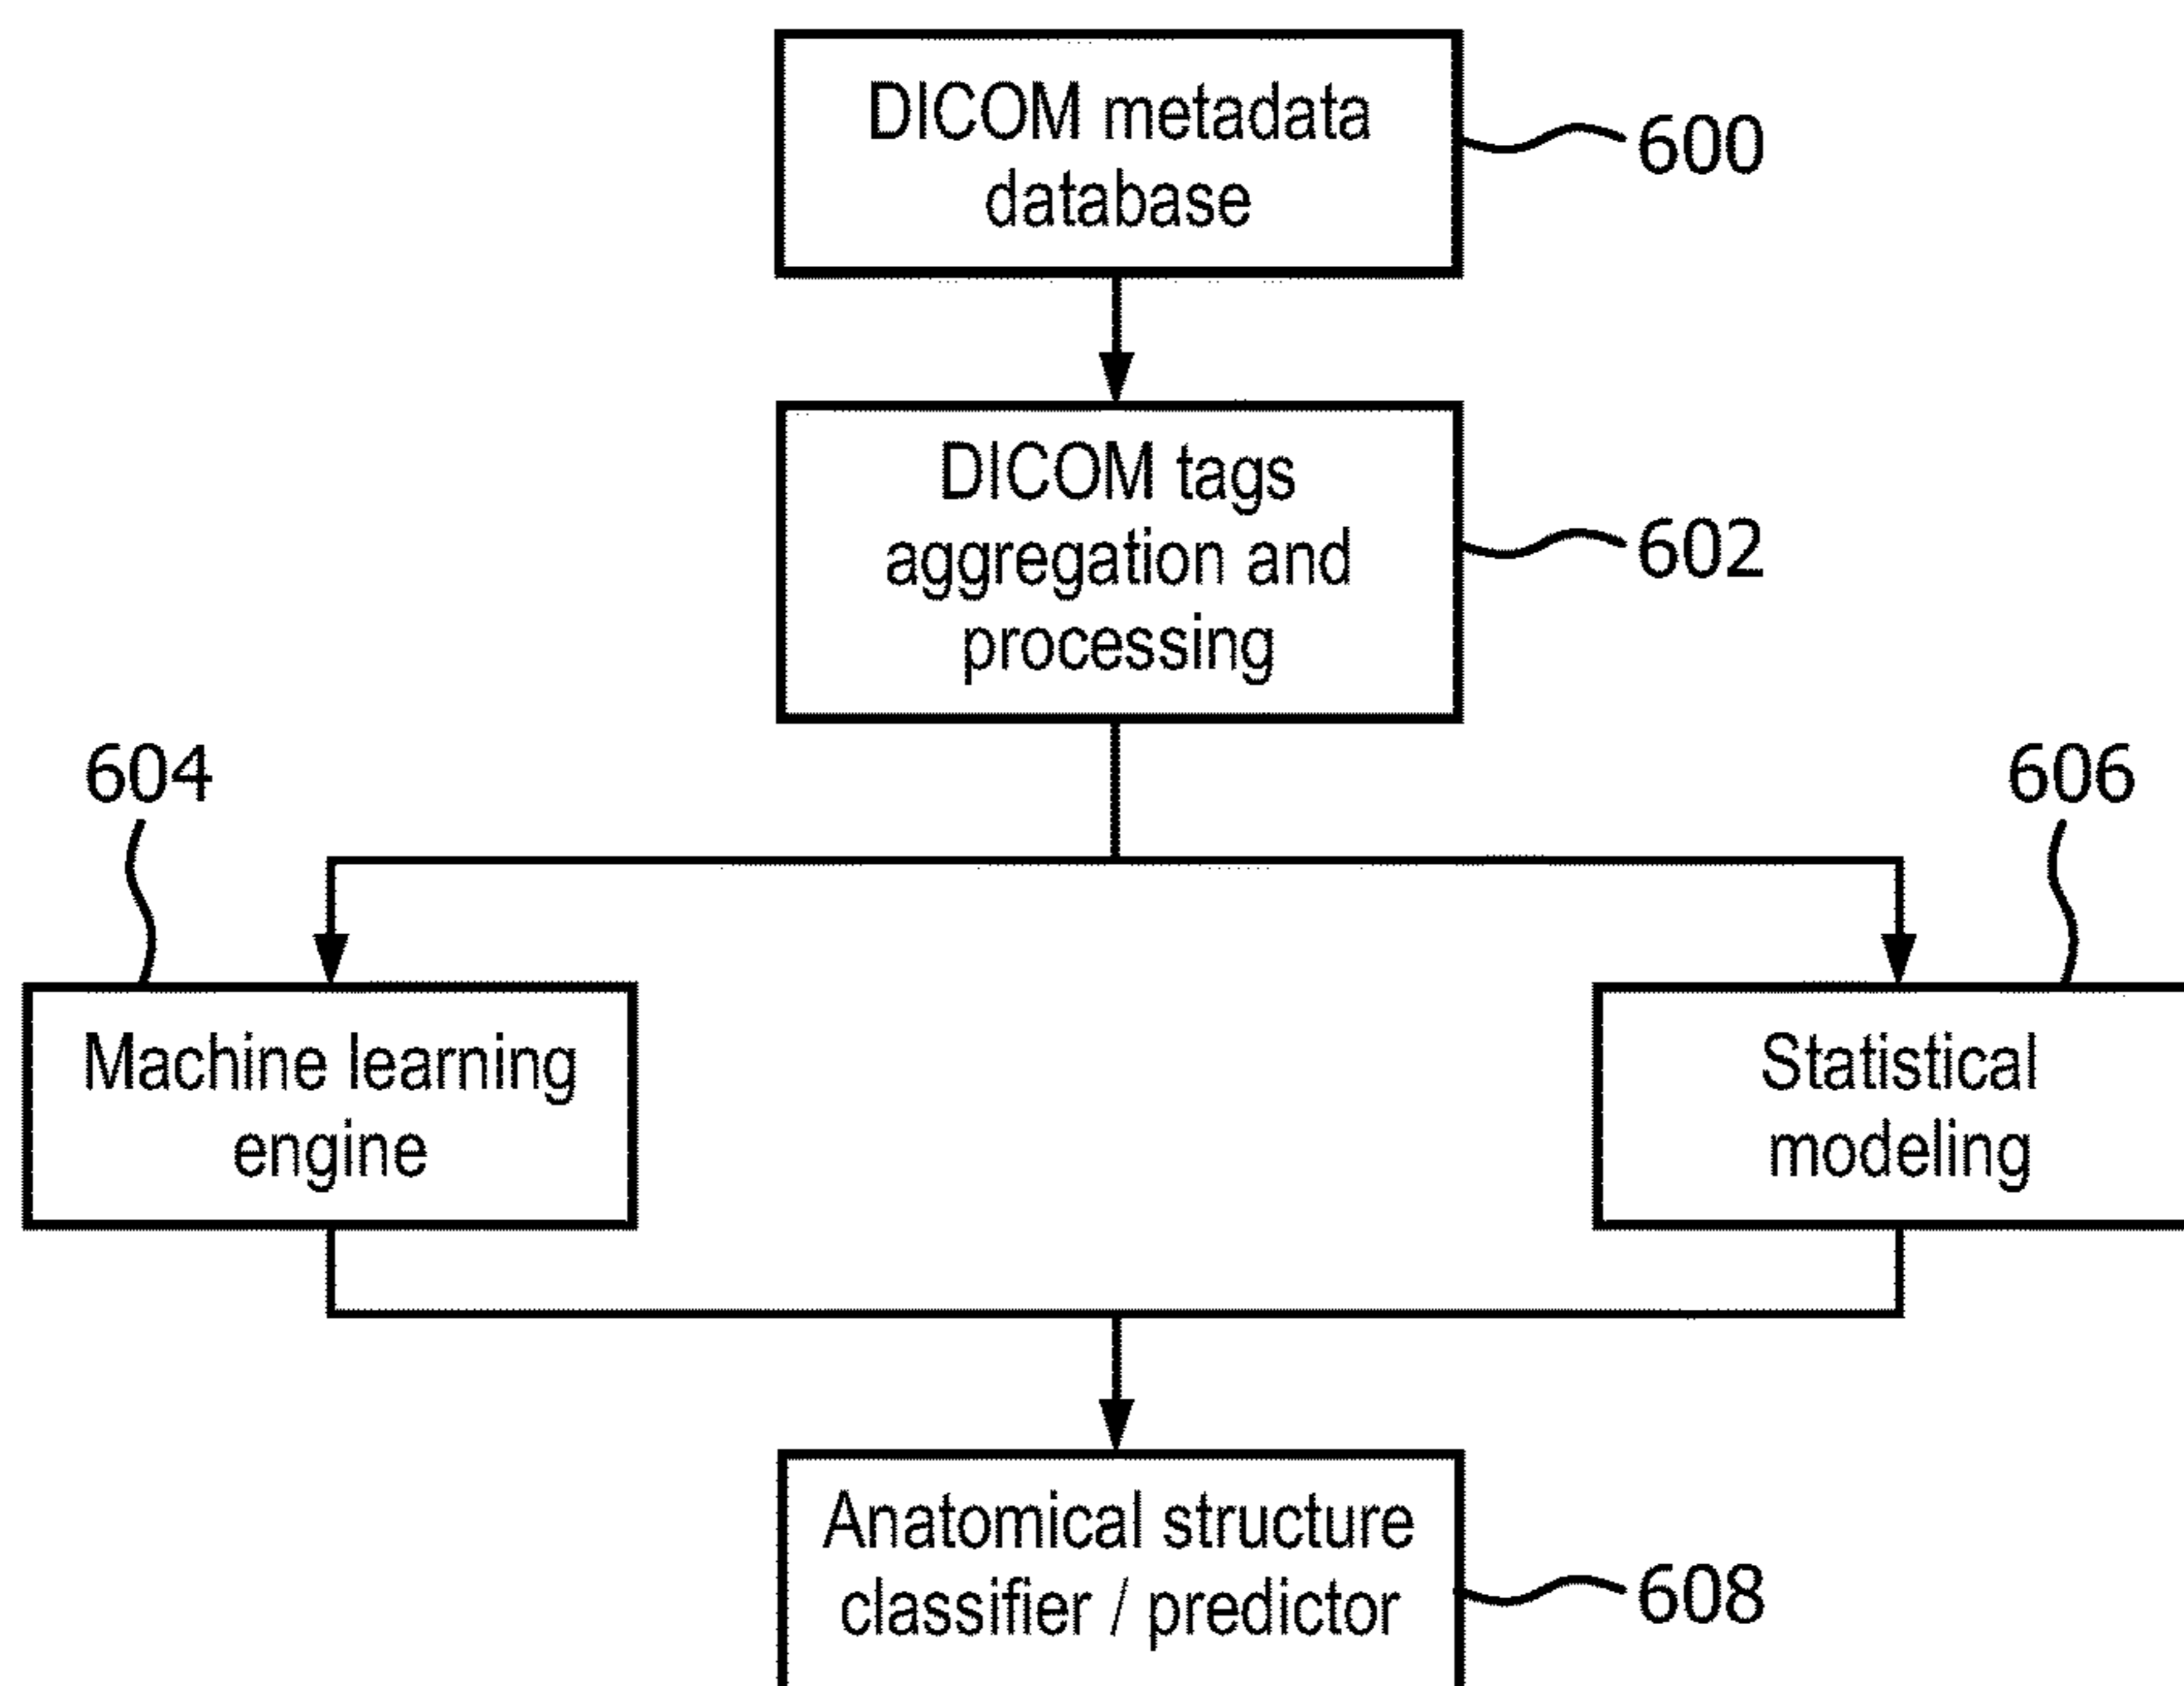 DICOM metadata
database
600
DICOM tags
aggregation and
processing
602
604
606
Machine learning
engine
Statistical
modeling
Anatomical structure
classifier / predictor
608